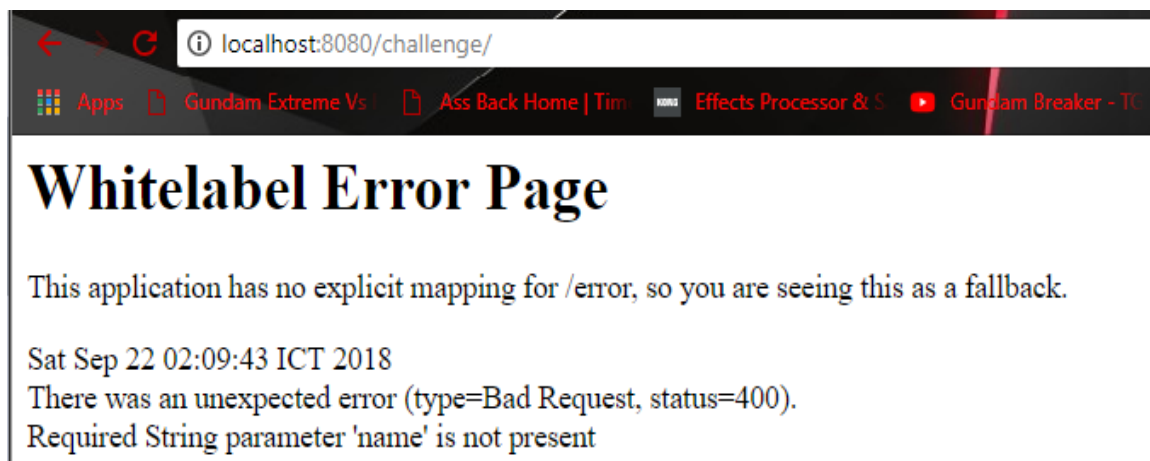 localhost:8080/challenge/
Apps Gundam Extreme Vs Ass Back Home | Tim KORG Effects Processor & S Gundam Breaker - TG
Whitelabel Error Page
This application has no explicit mapping for /error, so you are seeing this as a fallback.
Sat Sep 22 02:09:43 ICT 2018
There was an unexpected error (type=Bad Request, status=400).
Required String parameter 'name' is not present